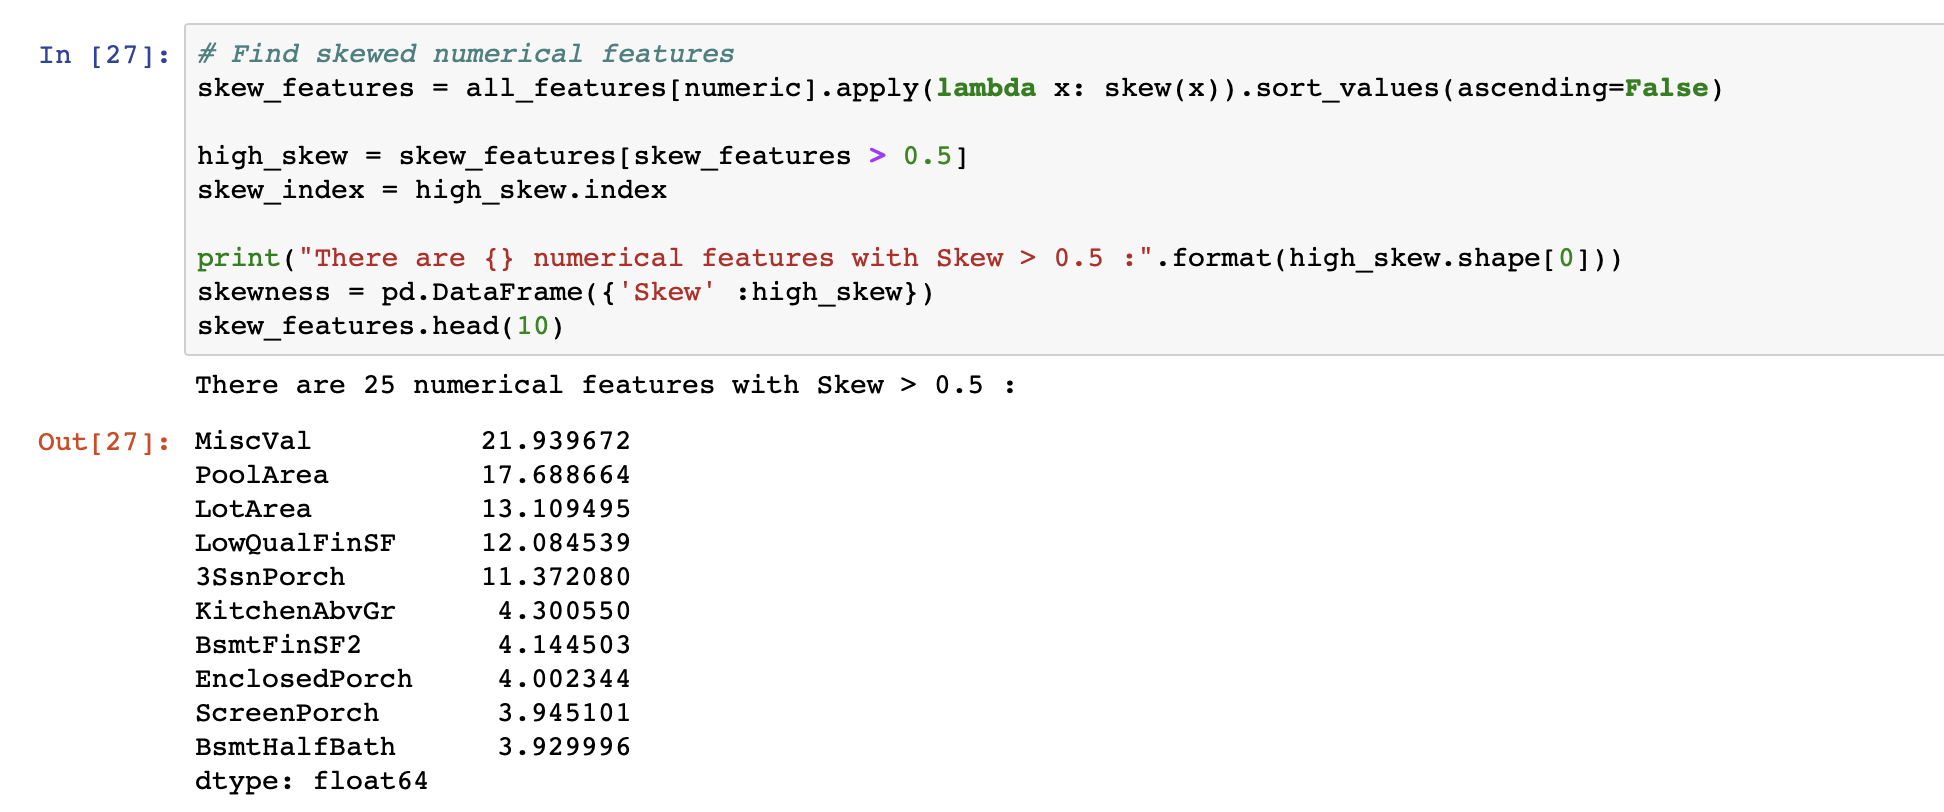 In [27]: # Find skewed numerical features
skew_features = all_features[numeric].apply(lambda x: skew(x)).sort_values(ascending=False)
high_skew = skew_features[skew_features > 0.5]
skew_index = high_skew.index
print("There are {} numerical features with Skew > 0.5 :".format(high_skew.shape[0]))
skewness = pd.DataFrame({'Skew' :high_skew})
skew_features.head(10)
There are 25 numerical features with Skew > 0.5 :
Out[27]: MiscVal 21.939672
PoolArea 17.688664
LotArea 13.109495
LowQualFinSF 12.084539
3SsnPorch 11.372080
KitchenAbvGr 4.300550
BsmtFinSF2 4.144503
EnclosedPorch 4.002344
ScreenPorch 3.945101
BsmtHalfBath 3.929996
dtype: float64